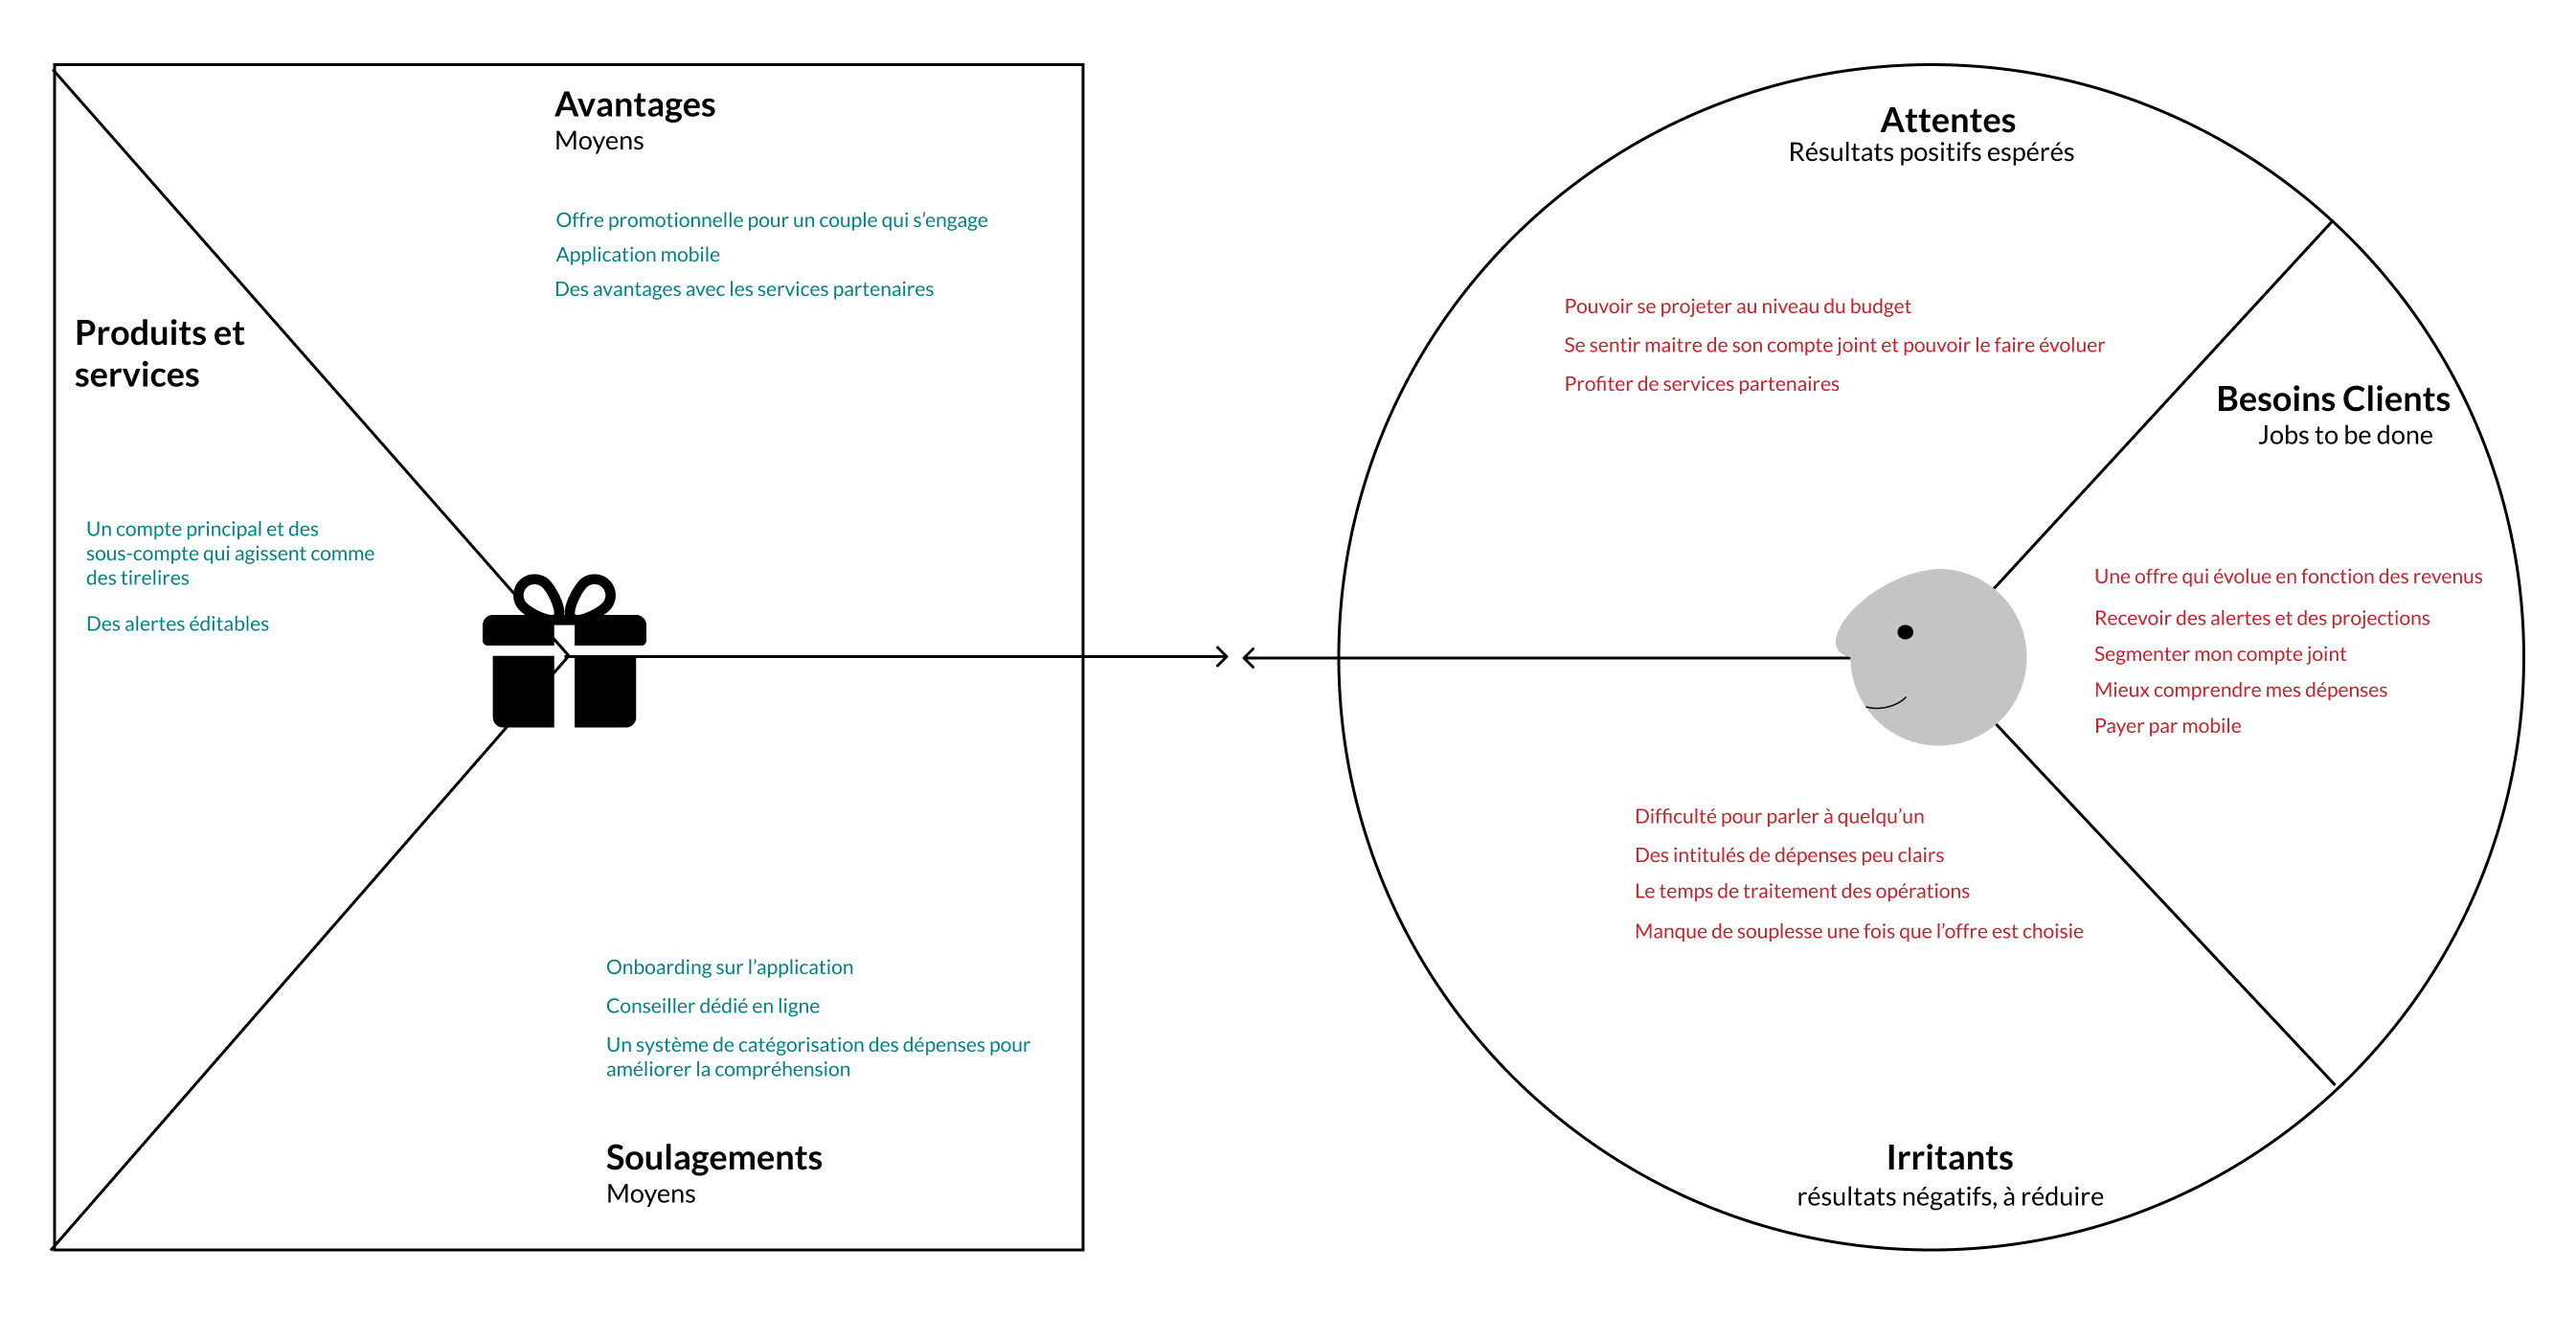 Avantages
Moyens
Offre promotionnelle pour un couple qui s’engage
Application mobile
Des avantages avec les services partenaires
Produits et
services
Un compte principal et des
sous-compte qui agissent comme
des tirelires
Des alertes éditables
Onboarding sur l’application
Conseiller dédié en ligne
Un système de catégorisation des dépenses pour
améliorer la compréhension
Soulagements
Moyens
Attentes
Résultats positifs espérés
Pouvoir se projeter au niveau du budget
Se sentir maitre de son compte joint et pouvoir le faire évoluer
Profiter de services partenaires
Besoins Clients
Jobs to be done
Une offre qui évolue en fonction des revenus
Recevoir des alertes et des projections
Segmenter mon compte joint
Mieux comprendre mes dépenses
Payer par mobile
Difficulté pour parler à quelqu’un
Des intitulés de dépenses peu clairs
Le temps de traitement des opérations
Manque de souplesse une fois que l’offre est choisie
Irritants
résultats négatifs, à réduire